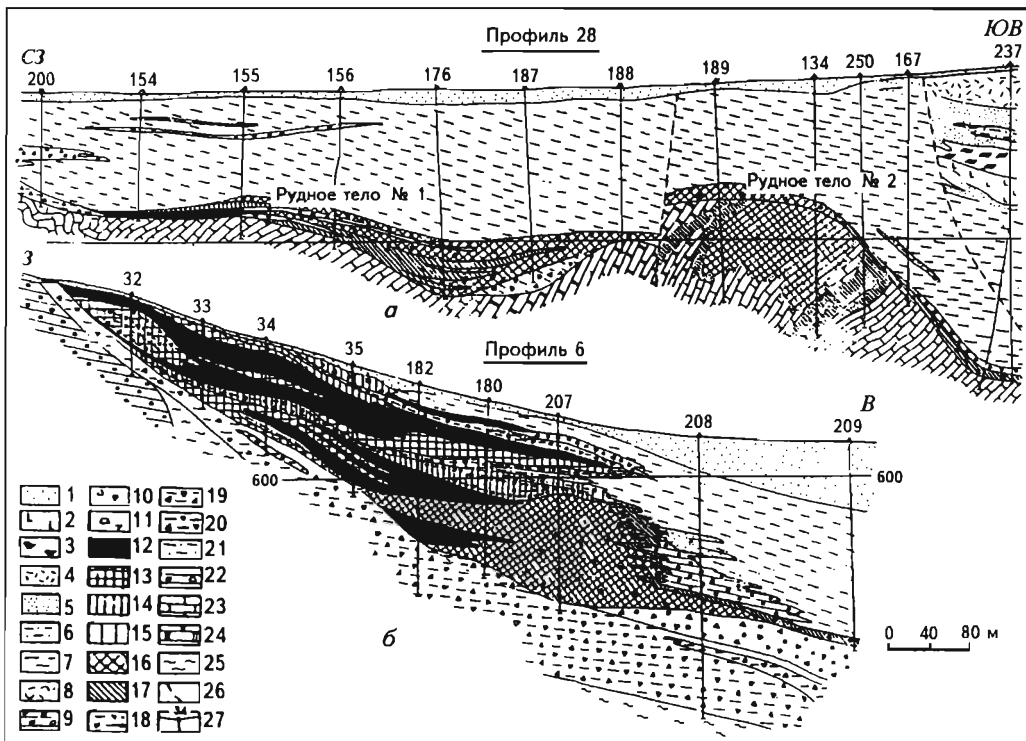 Профиль 28
СЗ
ЮВ
200 154 155 156 176 187 188 189 134 250 167 237
Рудное тело № 1
Рудное тело № 2
а
З
32 33 34 35 182 180 207 208 209
Профиль 6
В
600
600
б
0 40 80 м
1 10 19
2 11 20
3 12 21
4 13 22
5 14 23
6 15 24
7 16 25
8 17 26
9 18 34 27